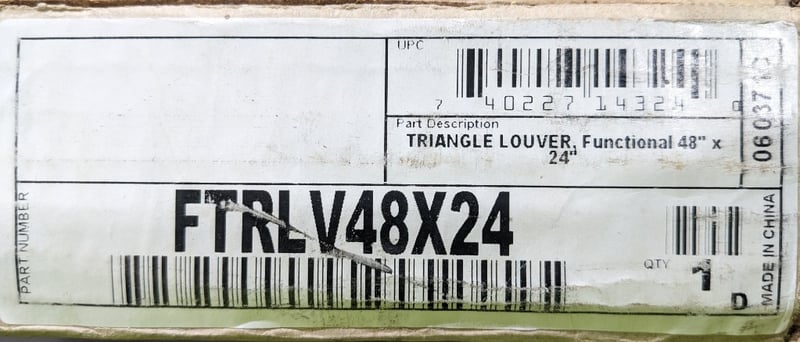 UPC
7 40227 14324 0
Part Description
TRIANGLE LOUVER, Functional 48" x
24"
PART NUMBER
FTRLV48X24
QTY
1
D
MADE IN CHINA